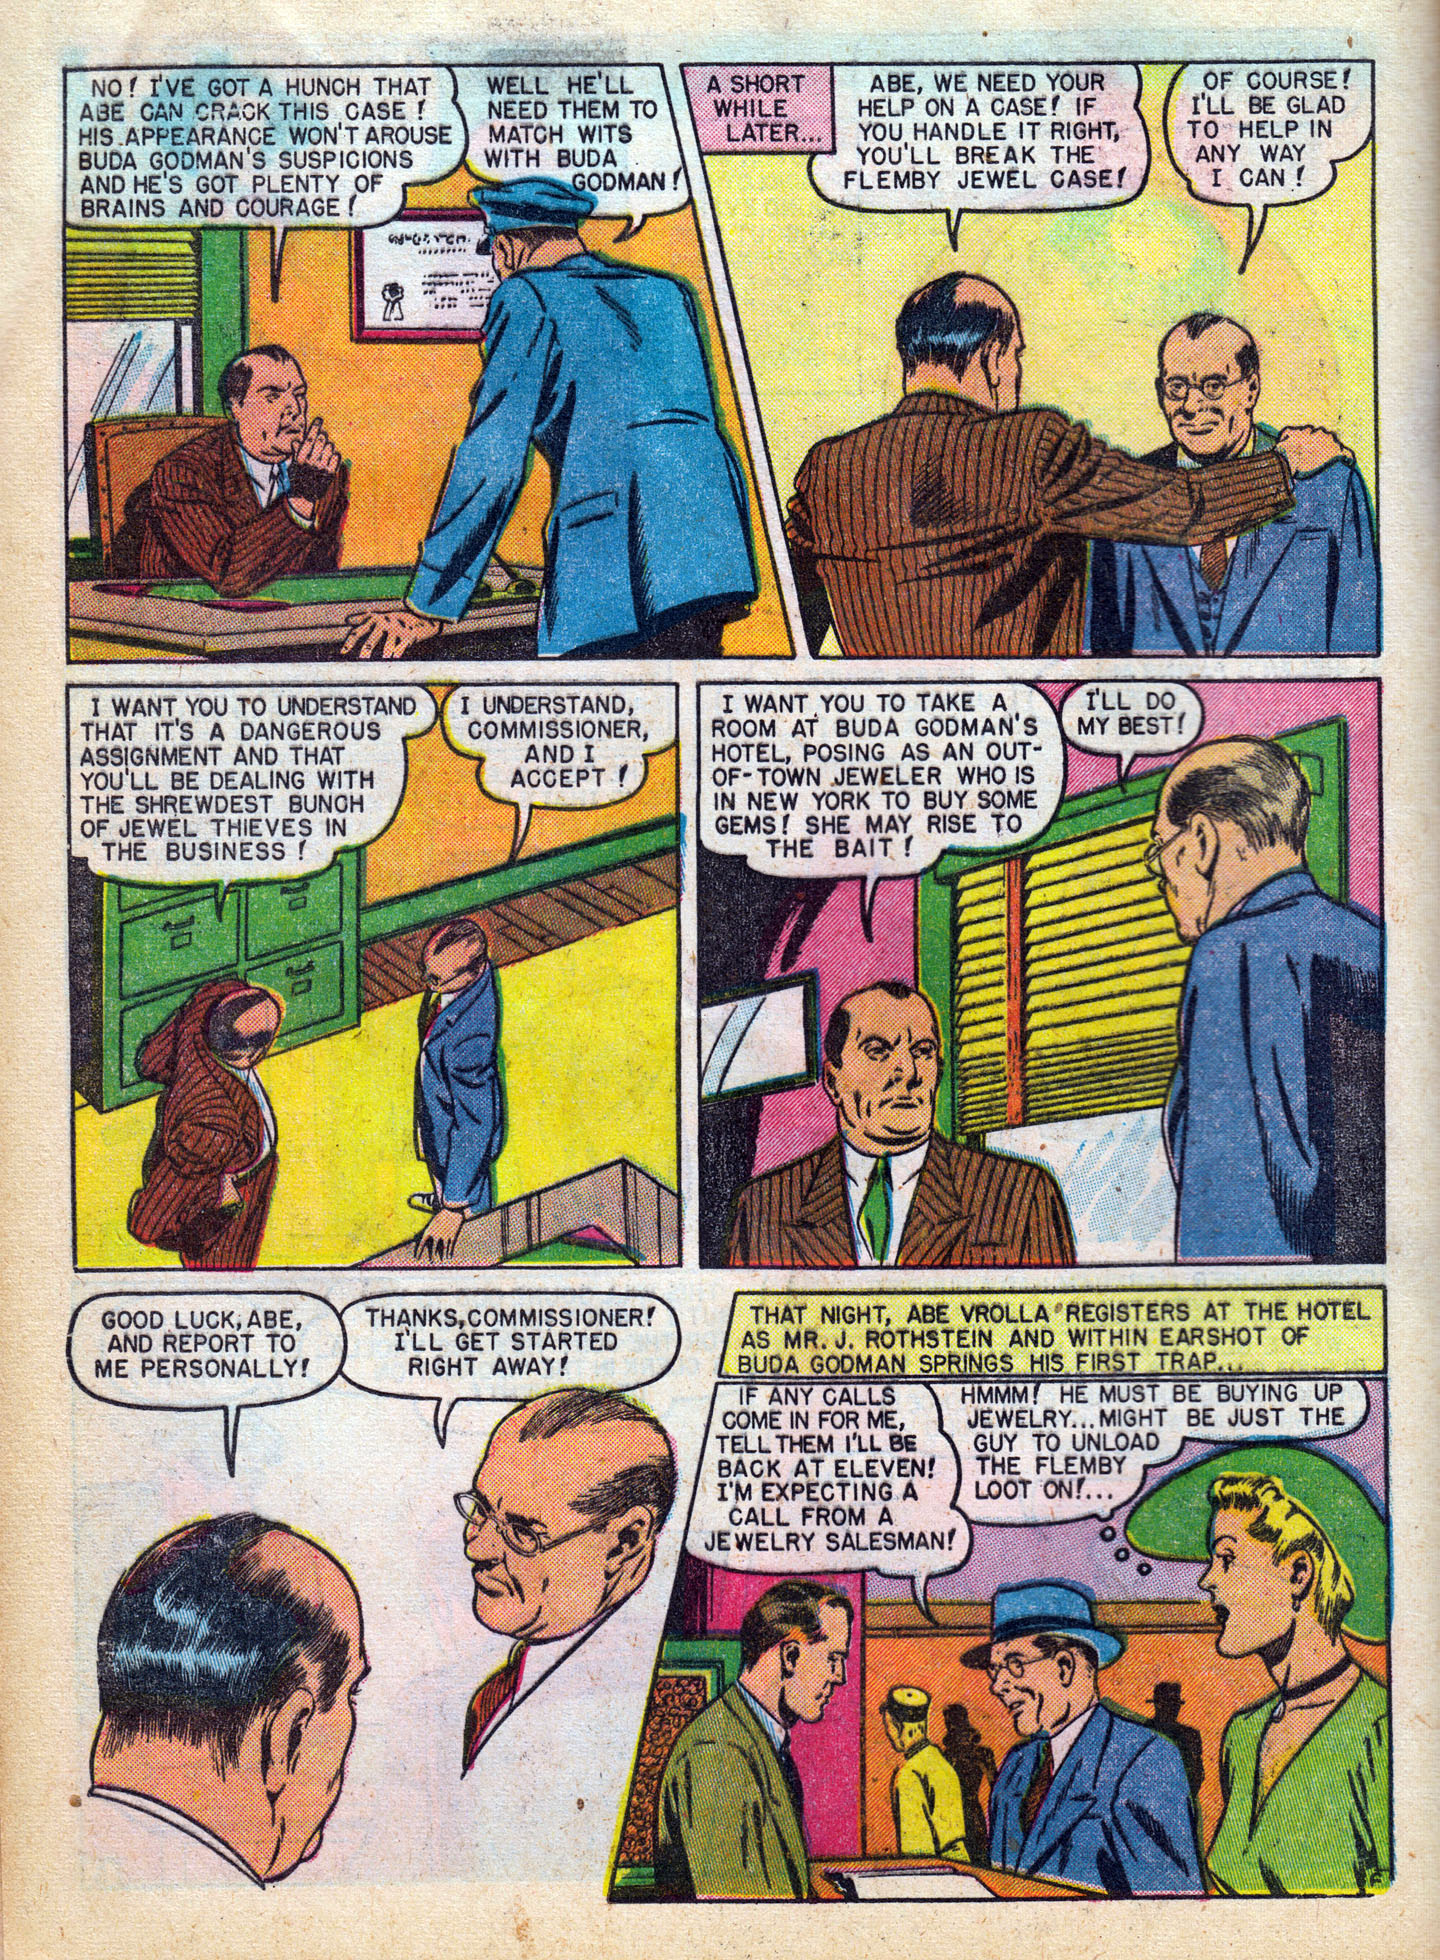 NO! I'VE GOT A HUNCH THAT
ABE CAN CRACK THIS CASE!
HIS APPEARANCE WON'T AROUSE
BUDA GODMAN'S SUSPICIONS
AND HE'S GOT PLENTY OF
BRAINS AND COURAGE!
WELL HE'LL
NEED THEM TO
MATCH WITS
WITH BUDA
GODMAN!
A SHORT
WHILE
LATER...
ABE, WE NEED YOUR
HELP ON A CASE! IF
YOU HANDLE IT RIGHT,
YOU'LL BREAK THE
FLEMBY JEWEL CASE!
OF COURSE!
I'LL BE GLAD
TO HELP IN
ANY WAY
I CAN!
I WANT YOU TO UNDERSTAND
THAT IT'S A DANGEROUS
ASSIGNMENT AND THAT
YOU'LL BE DEALING WITH
THE SHREWDEST BUNCH
OF JEWEL THIEVES IN
THE BUSINESS!
I UNDERSTAND,
COMMISSIONER,
AND I
ACCEPT!
I WANT YOU TO TAKE A
ROOM AT BUDA GODMAN'S
HOTEL, POSING AS AN OUT-
OF-TOWN JEWELER WHO IS
IN NEW YORK TO BUY SOME
GEMS! SHE MAY RISE TO
THE BAIT!
I'LL DO
MY BEST!
GOOD LUCK, ABE,
AND REPORT TO
ME PERSONALLY!
THANKS, COMMISSIONER!
I'LL GET STARTED
RIGHT AWAY!
THAT NIGHT, ABE VROLLA REGISTERS AT THE HOTEL
AS MR. J. ROTHSTEIN AND WITHIN EARSHOT OF
BUDA GODMAN SPRINGS HIS FIRST TRAP...
IF ANY CALLS
COME IN FOR ME,
TELL THEM I'LL BE
BACK AT ELEVEN!
I'M EXPECTING A
CALL FROM A
JEWELRY SALESMAN!
HMMM! HE MUST BE BUYING UP
JEWELRY... MIGHT BE JUST THE
GUY TO UNLOAD
THE FLEMBY
LOOT ON!...